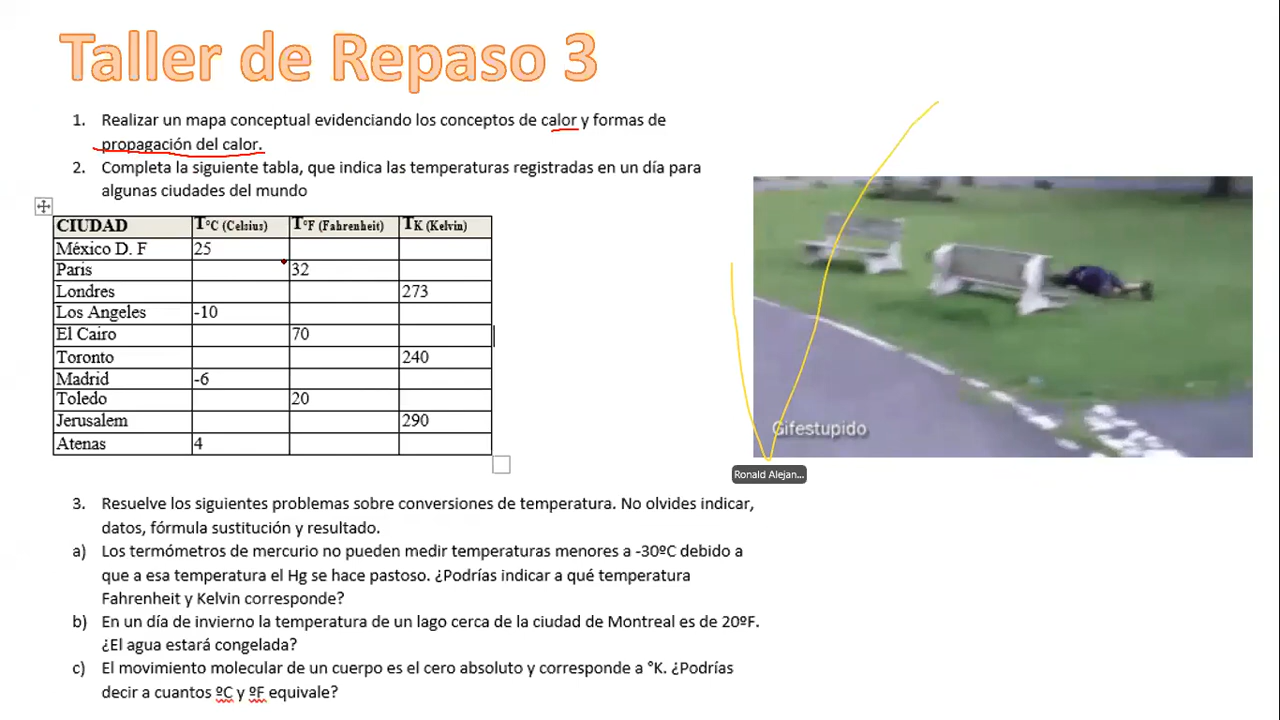 Taller de Repaso 3
1. Realizar un mapa conceptual evidenciando los conceptos de calor y formas de
propagación del calor.
2. Completa la siguiente tabla, que indica las temperaturas registradas en un día para
algunas ciudades del mundo
CIUDAD T°C (Celsius) T°F (Fahrenheit) TK (Kelvin)
México D. F 25
Paris 32
Londres 273
Los Angeles -10
El Cairo 70
Toronto 240
Madrid -6
Toledo 20
Jerusalem 290
Atenas 4
Gifestupido
Ronald Alejan...
3. Resuelve los siguientes problemas sobre conversiones de temperatura. No olvides indicar,
datos, fórmula sustitución y resultado.
a) Los termómetros de mercurio no pueden medir temperaturas menores a -30ºC debido a
que a esa temperatura el Hg se hace pastoso. ¿Podrías indicar a qué temperatura
Fahrenheit y Kelvin corresponde?
b) En un día de invierno la temperatura de un lago cerca de la ciudad de Montreal es de 20ºF.
¿El agua estará congelada?
c) El movimiento molecular de un cuerpo es el cero absoluto y corresponde a °K. ¿Podrías
decir a cuantos ºC y ºF equivale?